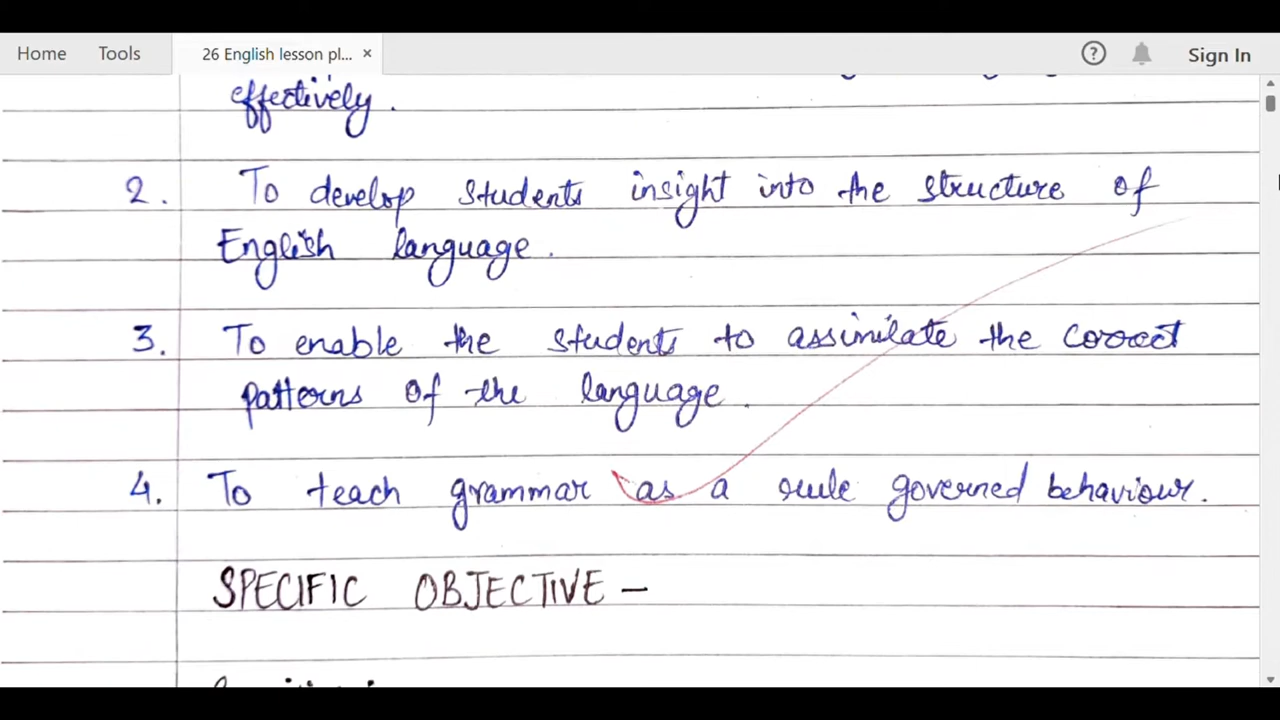 Home Tools 26 English lesson pl... × ? Sign In
effectively.
2. To develop students insight into the structure of
English language.
3. To enable the students to assimilate the correct
patterns of the language.
4. To teach grammar as a rule governed behaviour.
SPECIFIC OBJECTIVE –